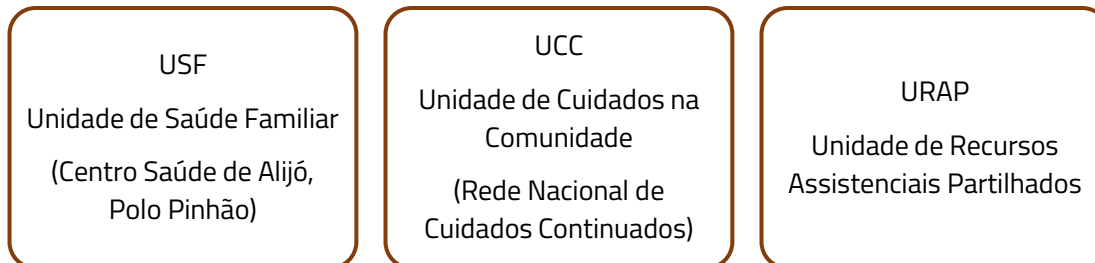 USF
Unidade de Saúde Familiar
(Centro Saúde de Alijó,
Polo Pinhão)
UCC
Unidade de Cuidados na
Comunidade
(Rede Nacional de
Cuidados Continuados)
URAP
Unidade de Recursos
Assistenciais Partilhados